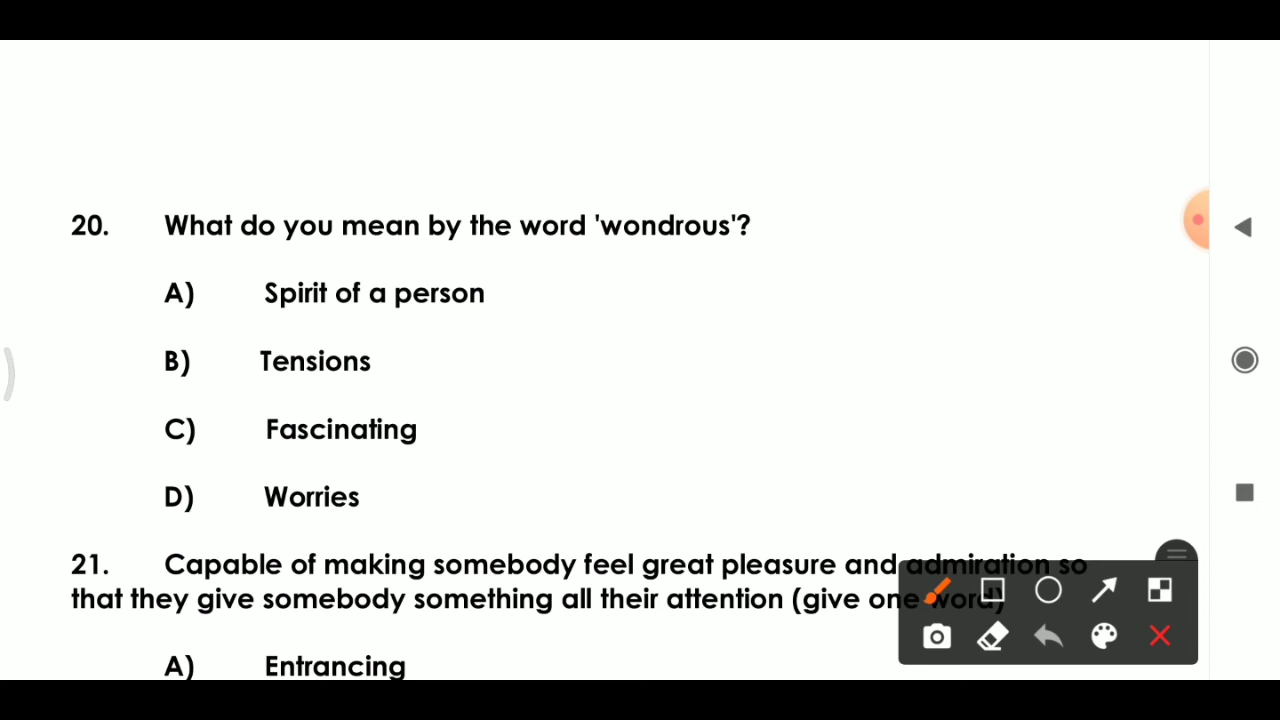 20. What do you mean by the word 'wondrous'?
A) Spirit of a person
B) Tensions
C) Fascinating
D) Worries
21. Capable of making somebody feel great pleasure and admiration so
that they give somebody something all their attention (give one word)
A) Entrancing